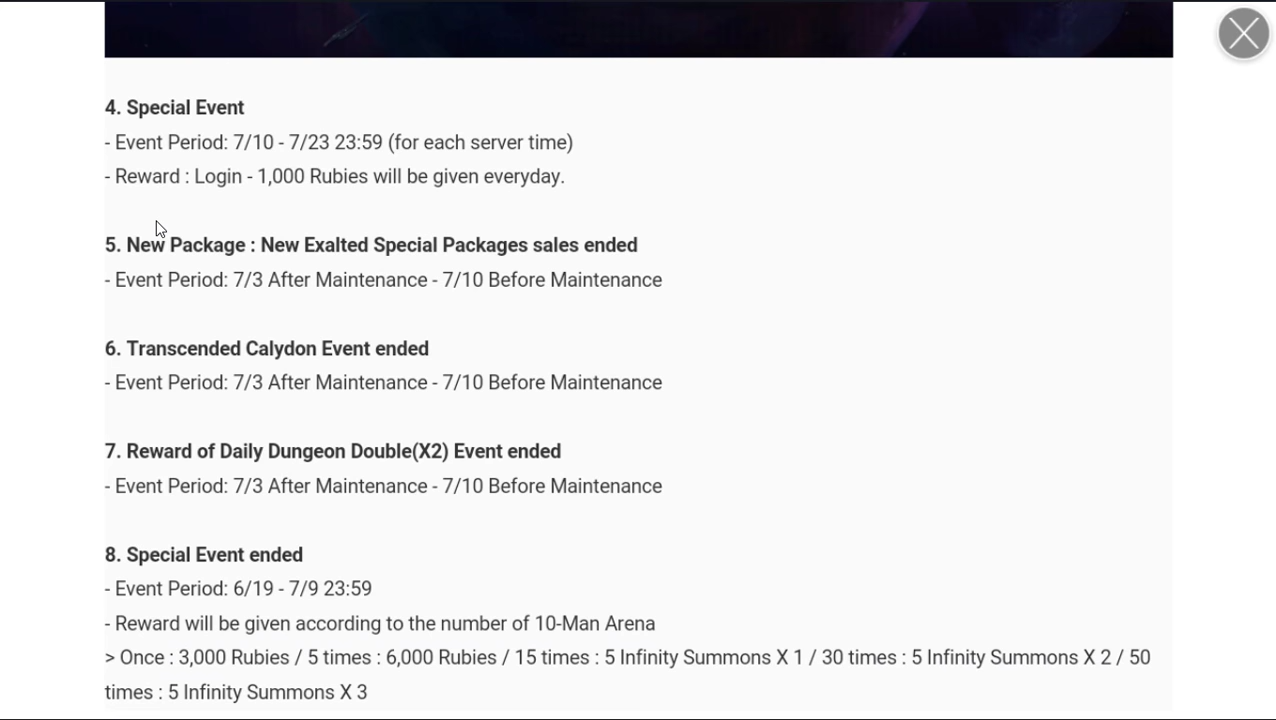 4. Special Event
- Event Period: 7/10 - 7/23 23:59 (for each server time)
- Reward : Login - 1,000 Rubies will be given everyday.
5. New Package : New Exalted Special Packages sales ended
- Event Period: 7/3 After Maintenance - 7/10 Before Maintenance
6. Transcended Calydon Event ended
- Event Period: 7/3 After Maintenance - 7/10 Before Maintenance
7. Reward of Daily Dungeon Double(X2) Event ended
- Event Period: 7/3 After Maintenance - 7/10 Before Maintenance
8. Special Event ended
- Event Period: 6/19 - 7/9 23:59
- Reward will be given according to the number of 10-Man Arena
> Once : 3,000 Rubies / 5 times : 6,000 Rubies / 15 times : 5 Infinity Summons X 1 / 30 times : 5 Infinity Summons X 2 / 50
times : 5 Infinity Summons X 3